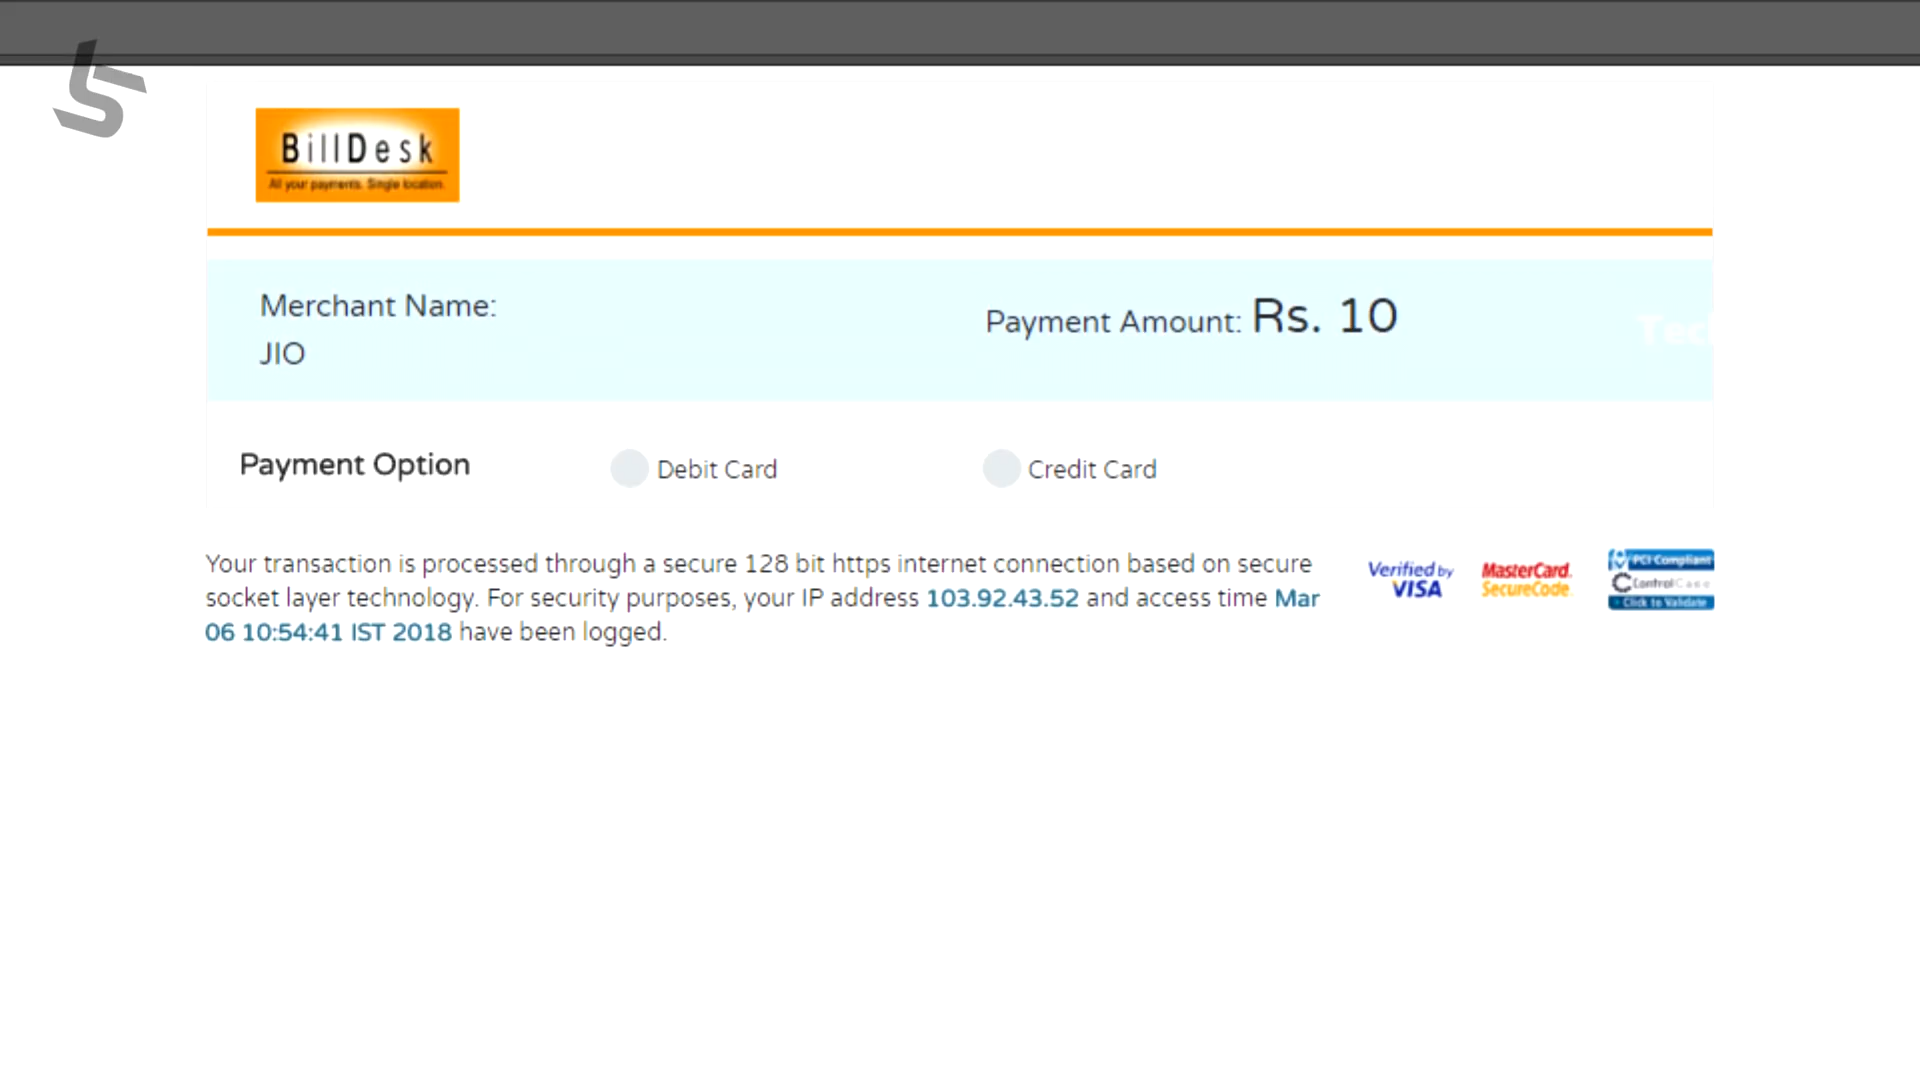 BillDesk
All your payments. Single location.
Merchant Name:
JIO
Payment Amount: Rs. 10
Tec
Payment Option
Debit Card
Credit Card
Your transaction is processed through a secure 128 bit https internet connection based on secure
socket layer technology. For security purposes, your IP address 103.92.43.52 and access time Mar
06 10:54:41 IST 2018 have been logged.
Verified by
VISA
MasterCard.
SecureCode.
PCI Compliant
ControlCase
Click to Validate